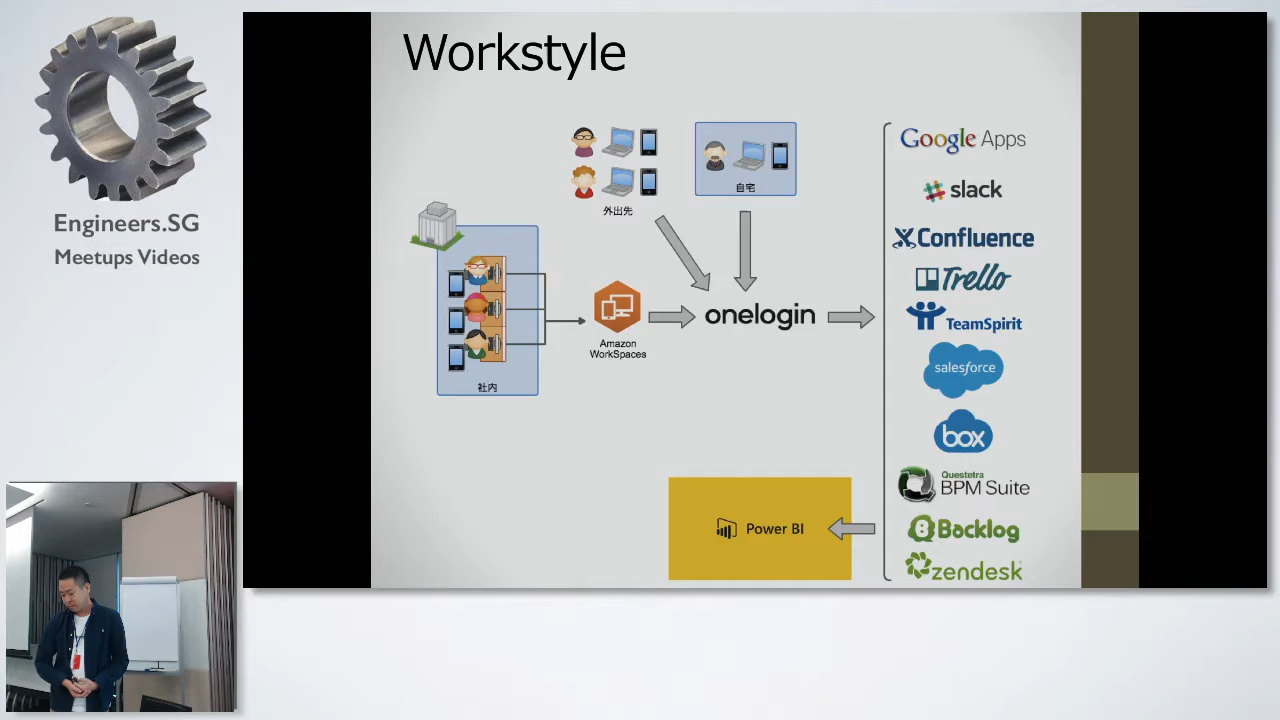 Workstyle
Engineers.SG
Meetups Videos
外出先
自宅
社内
Amazon
WorkSpaces
onelogin
Google Apps
slack
Confluence
Trello
TeamSpirit
salesforce
box
Questetra
BPM Suite
Backlog
zendesk
Power BI